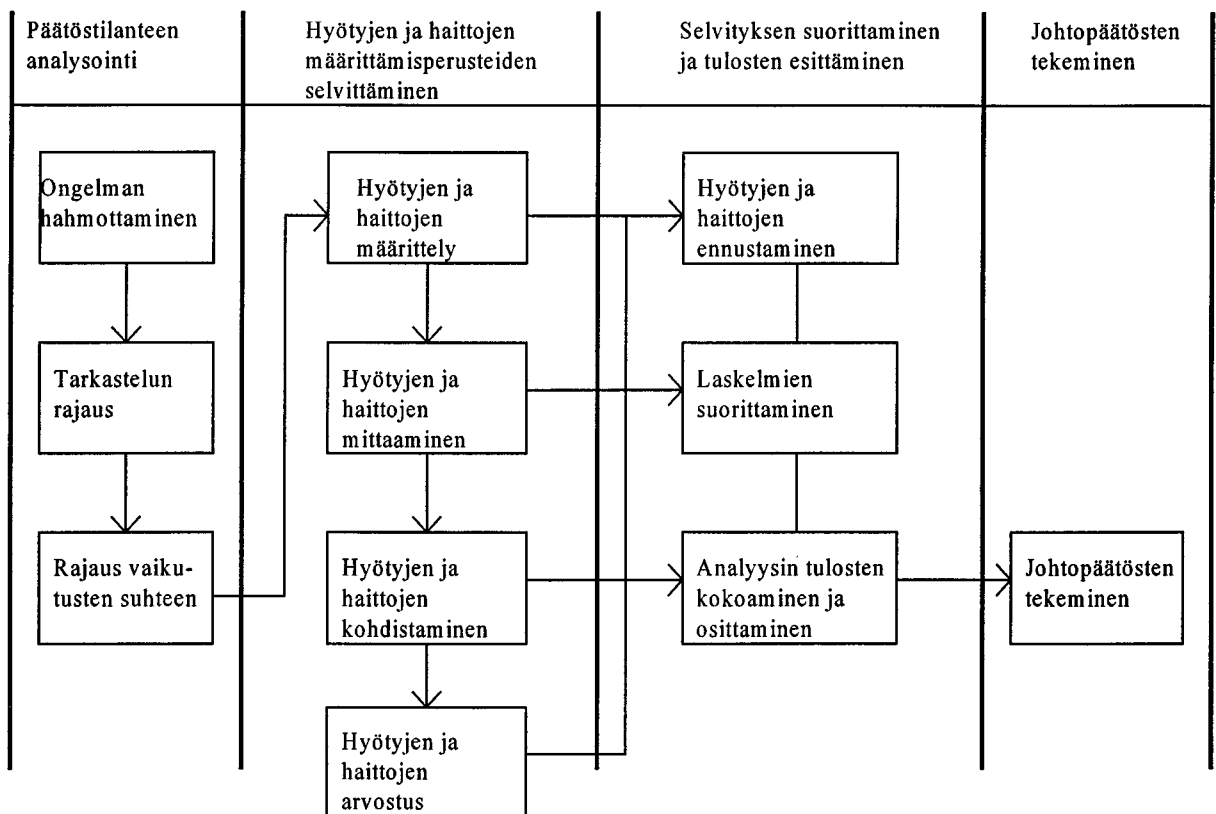 Päätöstilanteen
analysointi
Hyötyjen ja haittojen
määrittämisperusteiden
selvittäminen
Selvityksen suorittaminen
ja tulosten esittäminen
Johtopäätösten
tekeminen
Ongelman
hahmottaminen
Tarkastelun
rajaus
Rajaus vaiku-
tusten suhteen
Hyötyjen ja
haittojen
määrittely
Hyötyjen ja
haittojen
mittaaminen
Hyötyjen ja
haittojen
kohdistaminen
Hyötyjen ja
haittojen
arvostus
Hyötyjen ja
haittojen
ennustaminen
Laskelmien
suorittaminen
Analyysin tulosten
kokoaminen ja
osittaminen
Johtopäätösten
tekeminen